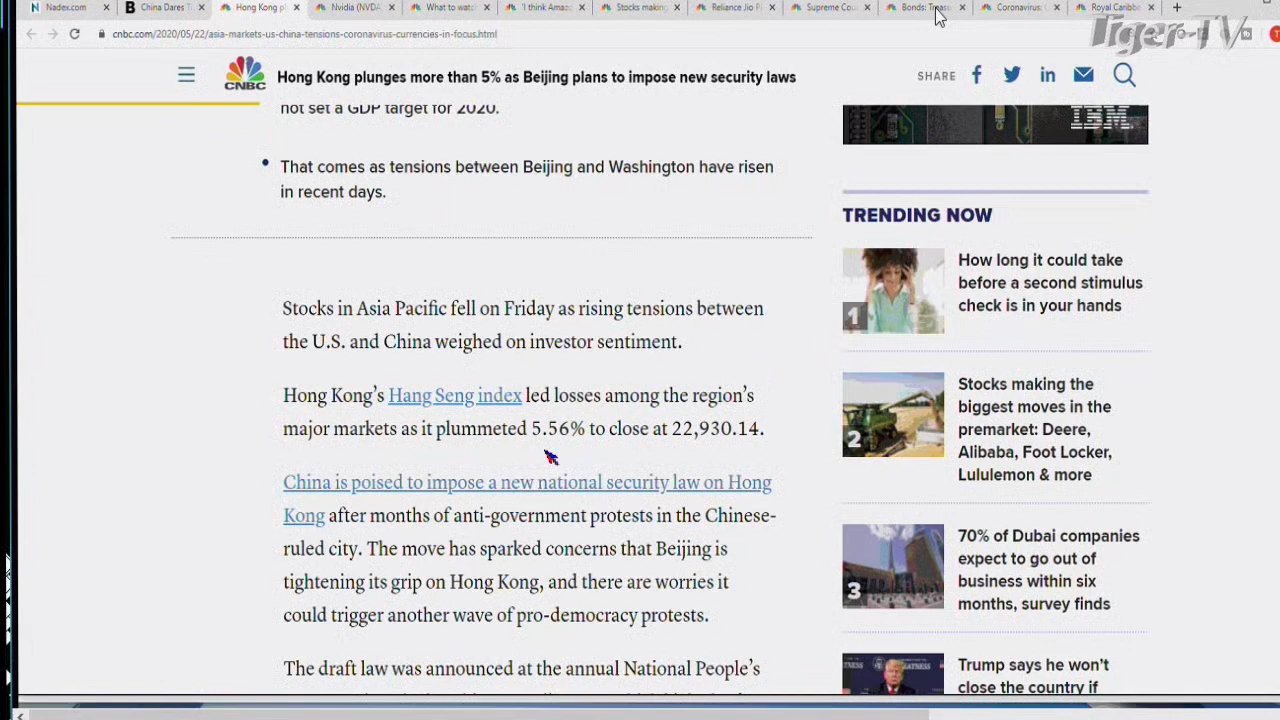 Nadex.com
China Dares T
Hong Kong pl
Nvidia (NVDA
What to watc
'I think Amaz
Stocks making
Reliance Jio P
Supreme Cou
Bonds: Treasu
Coronavirus:
Royal Caribbe
Tiger-TV
cnbc.com/2020/05/22/asia-markets-us-china-tensions-coronavirus-currencies-in-focus.html
CNBC
Hong Kong plunges more than 5% as Beijing plans to impose new security laws
SHARE
not set a GDP target for 2020.
That comes as tensions between Beijing and Washington have risen
in recent days.
Stocks in Asia Pacific fell on Friday as rising tensions between
the U.S. and China weighed on investor sentiment.
Hong Kong's Hang Seng index led losses among the region's
major markets as it plummeted 5.56% to close at 22,930.14.
China is poised to impose a new national security law on Hong
Kong after months of anti-government protests in the Chinese-
ruled city. The move has sparked concerns that Beijing is
tightening its grip on Hong Kong, and there are worries it
could trigger another wave of pro-democracy protests.
The draft law was announced at the annual National People's
IBM
TRENDING NOW
1
How long it could take
before a second stimulus
check is in your hands
2
Stocks making the
biggest moves in the
premarket: Deere,
Alibaba, Foot Locker,
Lululemon & more
3
70% of Dubai companies
expect to go out of
business within six
months, survey finds
Trump says he won't
close the country if